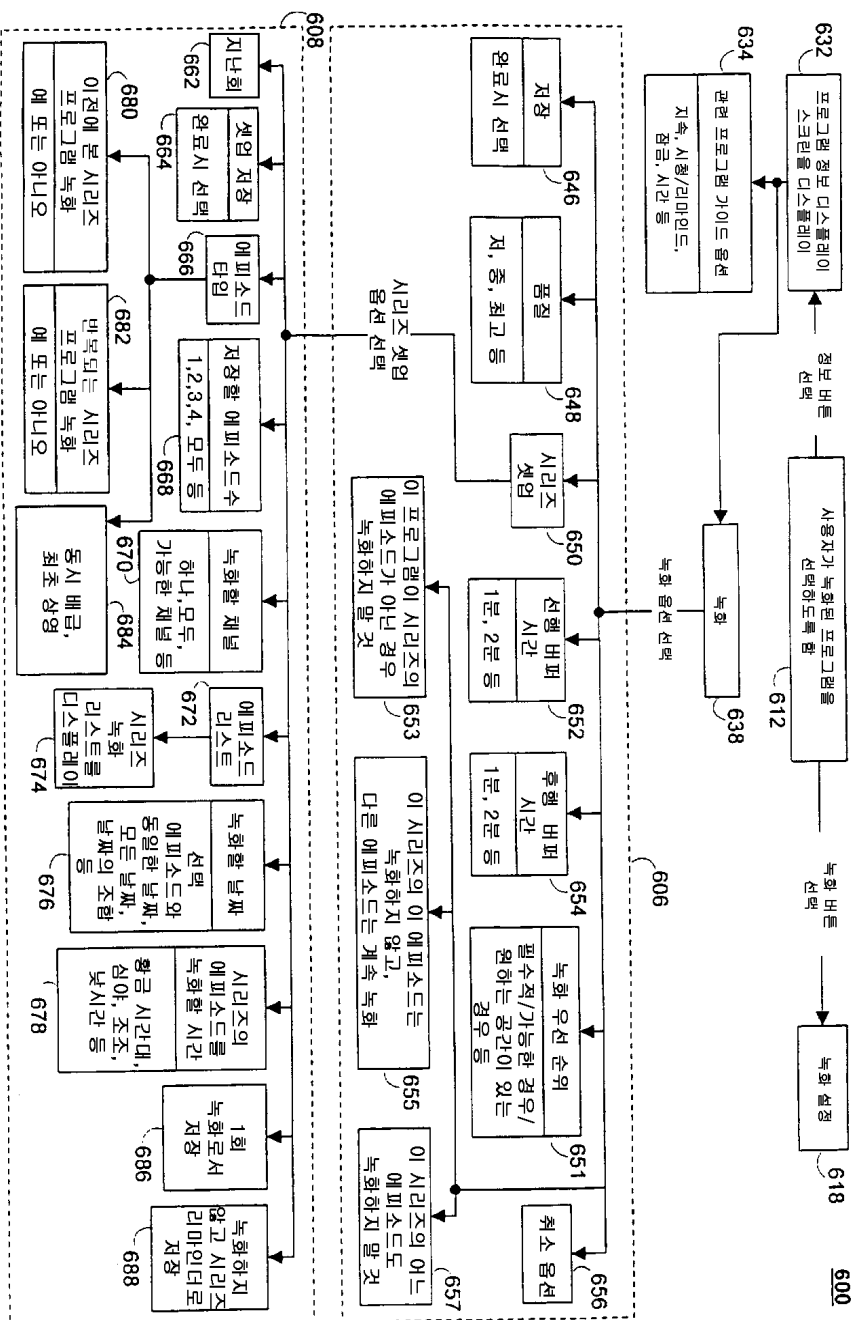 600
사용자가 녹화된 프로그램을
선택하도록 함
612
정보 버튼
선택
녹화 버튼
선택
프로그램 정보 디스플레이
스크린을 디스플레이
632
녹화 설정
618
관련 프로그램 가이드 옵션
지속, 시청/리마인드,
잠금, 시간 등
634
녹화
638
녹화 옵션 선택
606
저장
완료시 선택
646
품질
저, 중, 최고 등
648
시리즈
셋업
650
선행 버퍼
시간
1분, 2분 등
652
후행 버퍼
시간
1분, 2분 등
654
녹화 우선 순위
필수적/가능한 경우/
원하는 공간이 있는
경우 등
651
취소 옵션
656
이 프로그램이 시리즈의
에피소드가 아닌 경우
녹화하지 말 것
653
이 시리즈의 이 에피소드는
녹화하지 않고,
다른 에피소드는 계속 녹화
655
이 시리즈의 어느
에피소드도
녹화하지 말 것
657
시리즈 셋업
옵션 선택
608
지난회
662
셋업 저장
완료시 선택
664
에피소드
타입
666
저장할 에피소드수
1,2,3,4, 모두 등
668
녹화할 채널
하나,모두,
가능한 채널 등
670
에피소드
리스트
672
시리즈
녹화
리스트를
디스플레이
674
녹화할 날짜
선택
에피소드와
동일한 날짜,
모든 날짜,
날짜의 조합
등
676
시리즈의
에피소드를
녹화할 시간
황금 시간대,
심야, 조조,
낮시간 등
678
1회
녹화로서
저장
686
녹화하지
않고 시리즈
리마인더로
저장
688
이전에 본 시리즈
프로그램 녹화
예 또는 아니오
680
반복되는 시리즈
프로그램 녹화
예 또는 아니오
682
동시 배급,
최초 상영
684